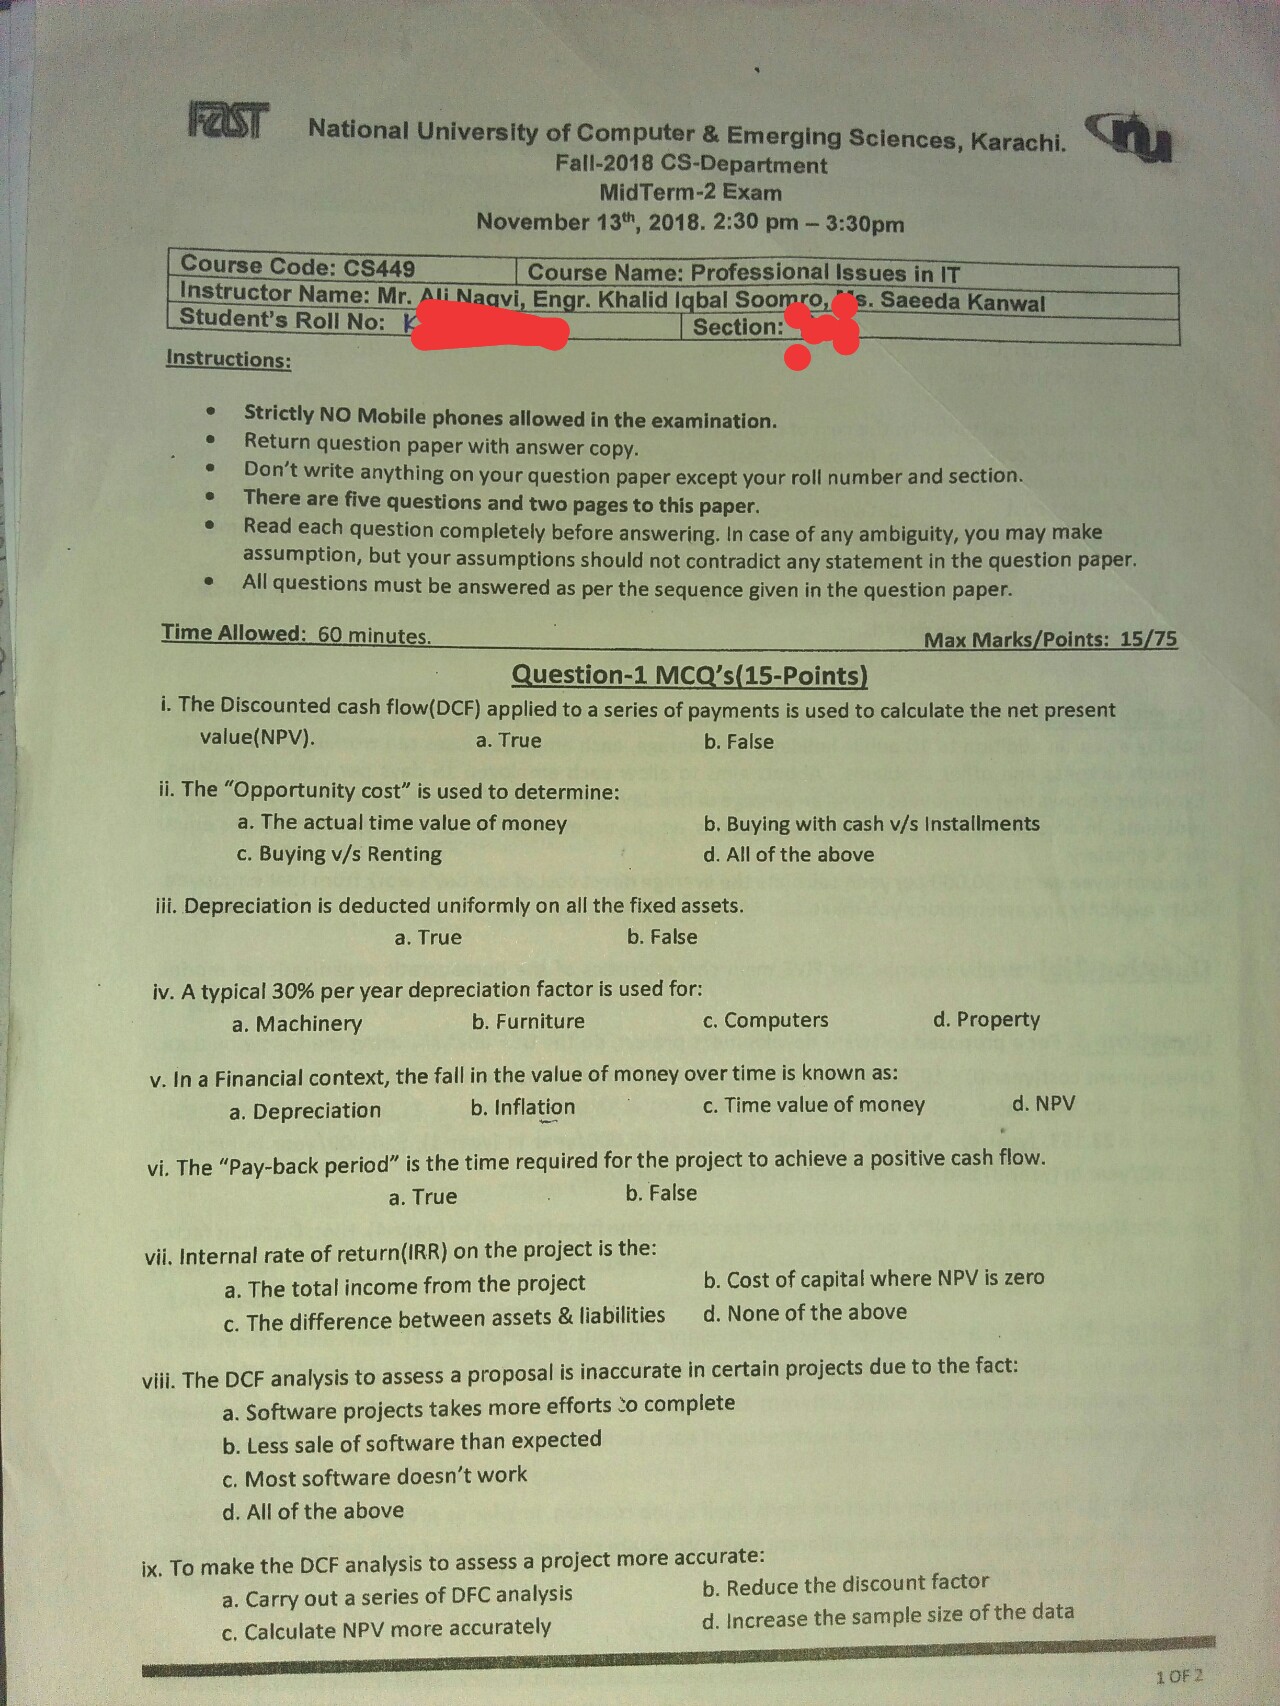 FAST
National University of Computer & Emerging Sciences, Karachi.
nu
Fall-2018 CS-Department
MidTerm-2 Exam
November 13th, 2018. 2:30 pm – 3:30pm
Course Code: CS449 Course Name: Professional Issues in IT
Instructor Name: Mr. Ali Naqvi, Engr. Khalid Iqbal Soomro, Ms. Saeeda Kanwal
Student's Roll No: K Section:
Instructions:
• Strictly NO Mobile phones allowed in the examination.
• Return question paper with answer copy.
• Don't write anything on your question paper except your roll number and section.
• There are five questions and two pages to this paper.
• Read each question completely before answering. In case of any ambiguity, you may make
assumption, but your assumptions should not contradict any statement in the question paper.
• All questions must be answered as per the sequence given in the question paper.
Time Allowed: 60 minutes. Max Marks/Points: 15/75
Question-1 MCQ's(15-Points)
i. The Discounted cash flow(DCF) applied to a series of payments is used to calculate the net present
value(NPV). a. True b. False
ii. The "Opportunity cost" is used to determine:
a. The actual time value of money b. Buying with cash v/s Installments
c. Buying v/s Renting d. All of the above
iii. Depreciation is deducted uniformly on all the fixed assets.
a. True b. False
iv. A typical 30% per year depreciation factor is used for:
a. Machinery b. Furniture c. Computers d. Property
v. In a Financial context, the fall in the value of money over time is known as:
a. Depreciation b. Inflation c. Time value of money d. NPV
vi. The "Pay-back period" is the time required for the project to achieve a positive cash flow.
a. True b. False
vii. Internal rate of return(IRR) on the project is the:
a. The total income from the project b. Cost of capital where NPV is zero
c. The difference between assets & liabilities d. None of the above
viii. The DCF analysis to assess a proposal is inaccurate in certain projects due to the fact:
a. Software projects takes more efforts to complete
b. Less sale of software than expected
c. Most software doesn't work
d. All of the above
ix. To make the DCF analysis to assess a project more accurate:
a. Carry out a series of DFC analysis b. Reduce the discount factor
c. Calculate NPV more accurately d. Increase the sample size of the data
1 OF 2